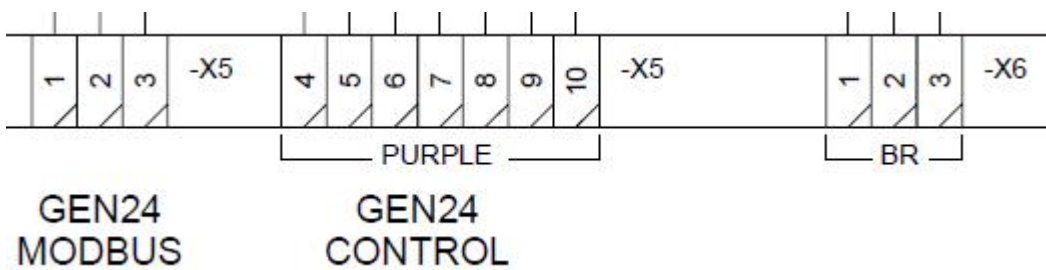 1 2 3 -X5 4 5 6 7 8 9 10 -X5 1 2 3 -X6
PURPLE BR
GEN24 GEN24
MODBUS CONTROL